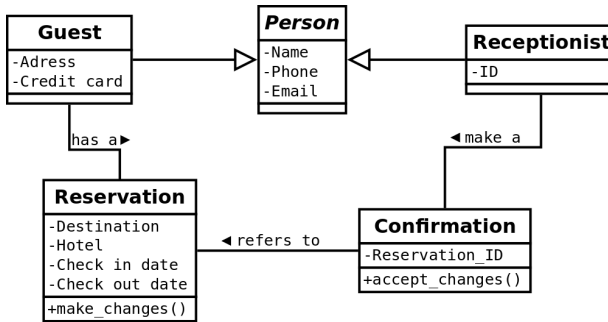 Guest
-Adress
-Credit card
Person
-Name
-Phone
-Email
Receptionist
-ID
has a ►
◄ make a
Reservation
-Destination
-Hotel
-Check in date
-Check out date
+make_changes()
◄ refers to
Confirmation
-Reservation_ID
+accept_changes()